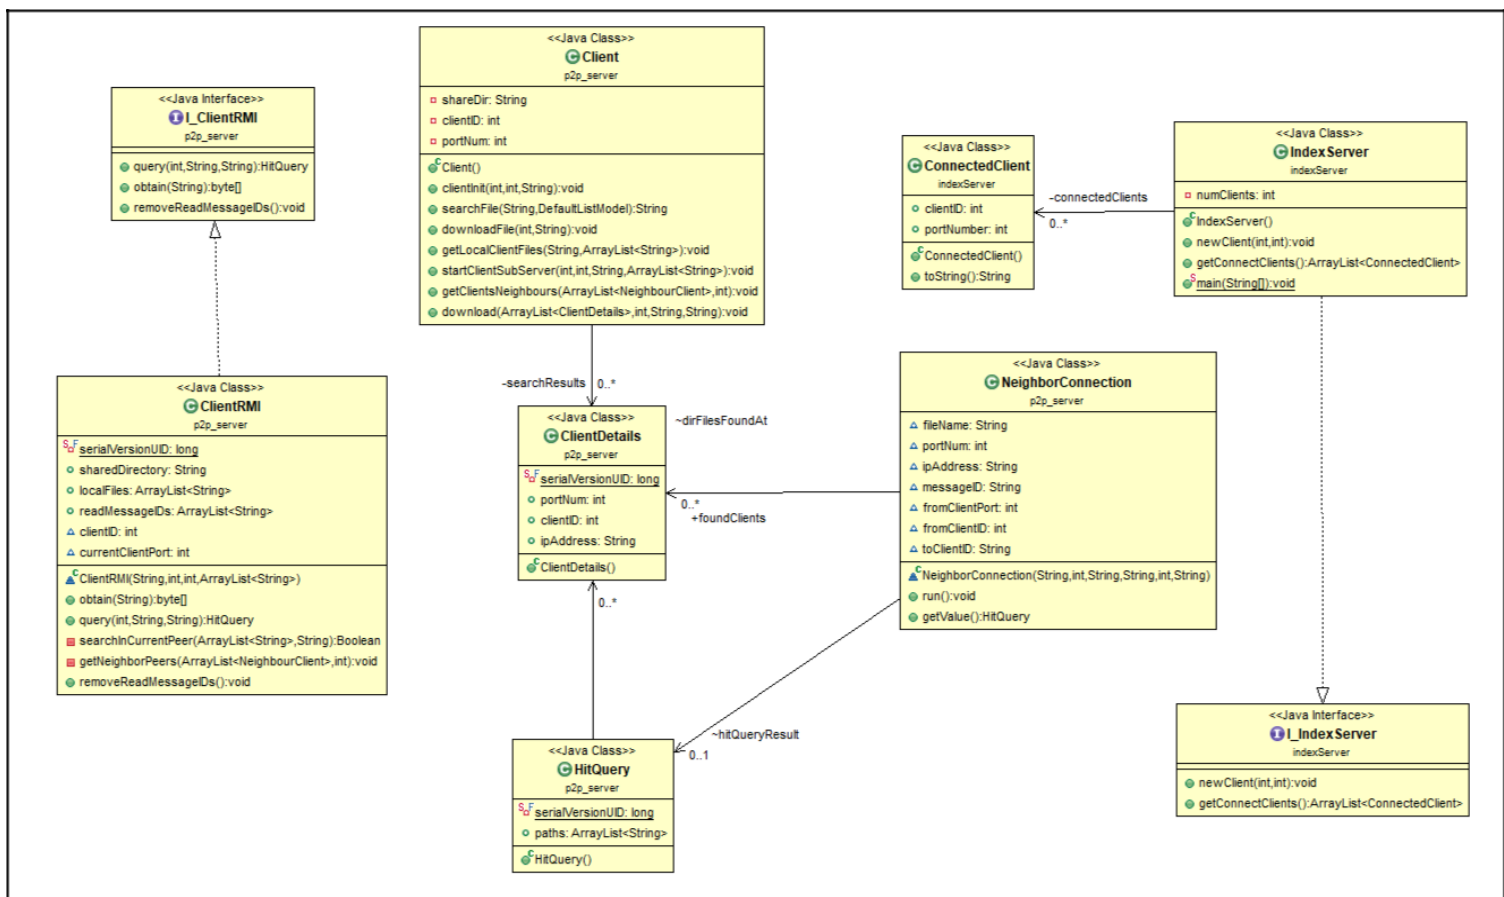 <<Java Class>>
Client
p2p_server
shareDir: String
clientID: int
portNum: int
Client()
clientInit(int,int,String):void
searchFile(String,DefaultListModel):String
downloadFile(int,String):void
getLocalClientFiles(String,ArrayList<String>):void
startClientSubServer(int,int,String,ArrayList<String>):void
getClientsNeighbours(ArrayList<NeighbourClient>,int):void
download(ArrayList<ClientDetails>,int,String,String):void
<<Java Interface>>
I_ClientRMI
p2p_server
query(int,String,String):HitQuery
obtain(String):byte[]
removeReadMessageIDs():void
<<Java Class>>
ConnectedClient
indexServer
clientID: int
portNumber: int
ConnectedClient()
toString():String
-connectedClients
0..*
<<Java Class>>
IndexServer
indexServer
numClients: int
IndexServer()
newClient(int,int):void
getConnectClients():ArrayList<ConnectedClient>
main(String[]):void
<<Java Class>>
ClientRMI
p2p_server
serialVersionUID: long
sharedDirectory: String
localFiles: ArrayList<String>
readMessageIDs: ArrayList<String>
clientID: int
currentClientPort: int
ClientRMI(String,int,int,ArrayList<String>)
obtain(String):byte[]
query(int,String,String):HitQuery
searchInCurrentPeer(ArrayList<String>,String):Boolean
getNeighborPeers(ArrayList<NeighbourClient>,int):void
removeReadMessageIDs():void
-searchResults
0..*
<<Java Class>>
ClientDetails
p2p_server
serialVersionUID: long
portNum: int
clientID: int
ipAddress: String
ClientDetails()
~dirFilesFoundAt
0..*
+foundClients
<<Java Class>>
NeighborConnection
p2p_server
fileName: String
portNum: int
ipAddress: String
messageID: String
fromClientPort: int
fromClientID: int
toClientID: String
NeighborConnection(String,int,String,String,int,String)
run():void
getValue():HitQuery
0..*
~hitQueryResult
0..1
<<Java Class>>
HitQuery
p2p_server
serialVersionUID: long
paths: ArrayList<String>
HitQuery()
<<Java Interface>>
I_IndexServer
indexServer
newClient(int,int):void
getConnectClients():ArrayList<ConnectedClient>